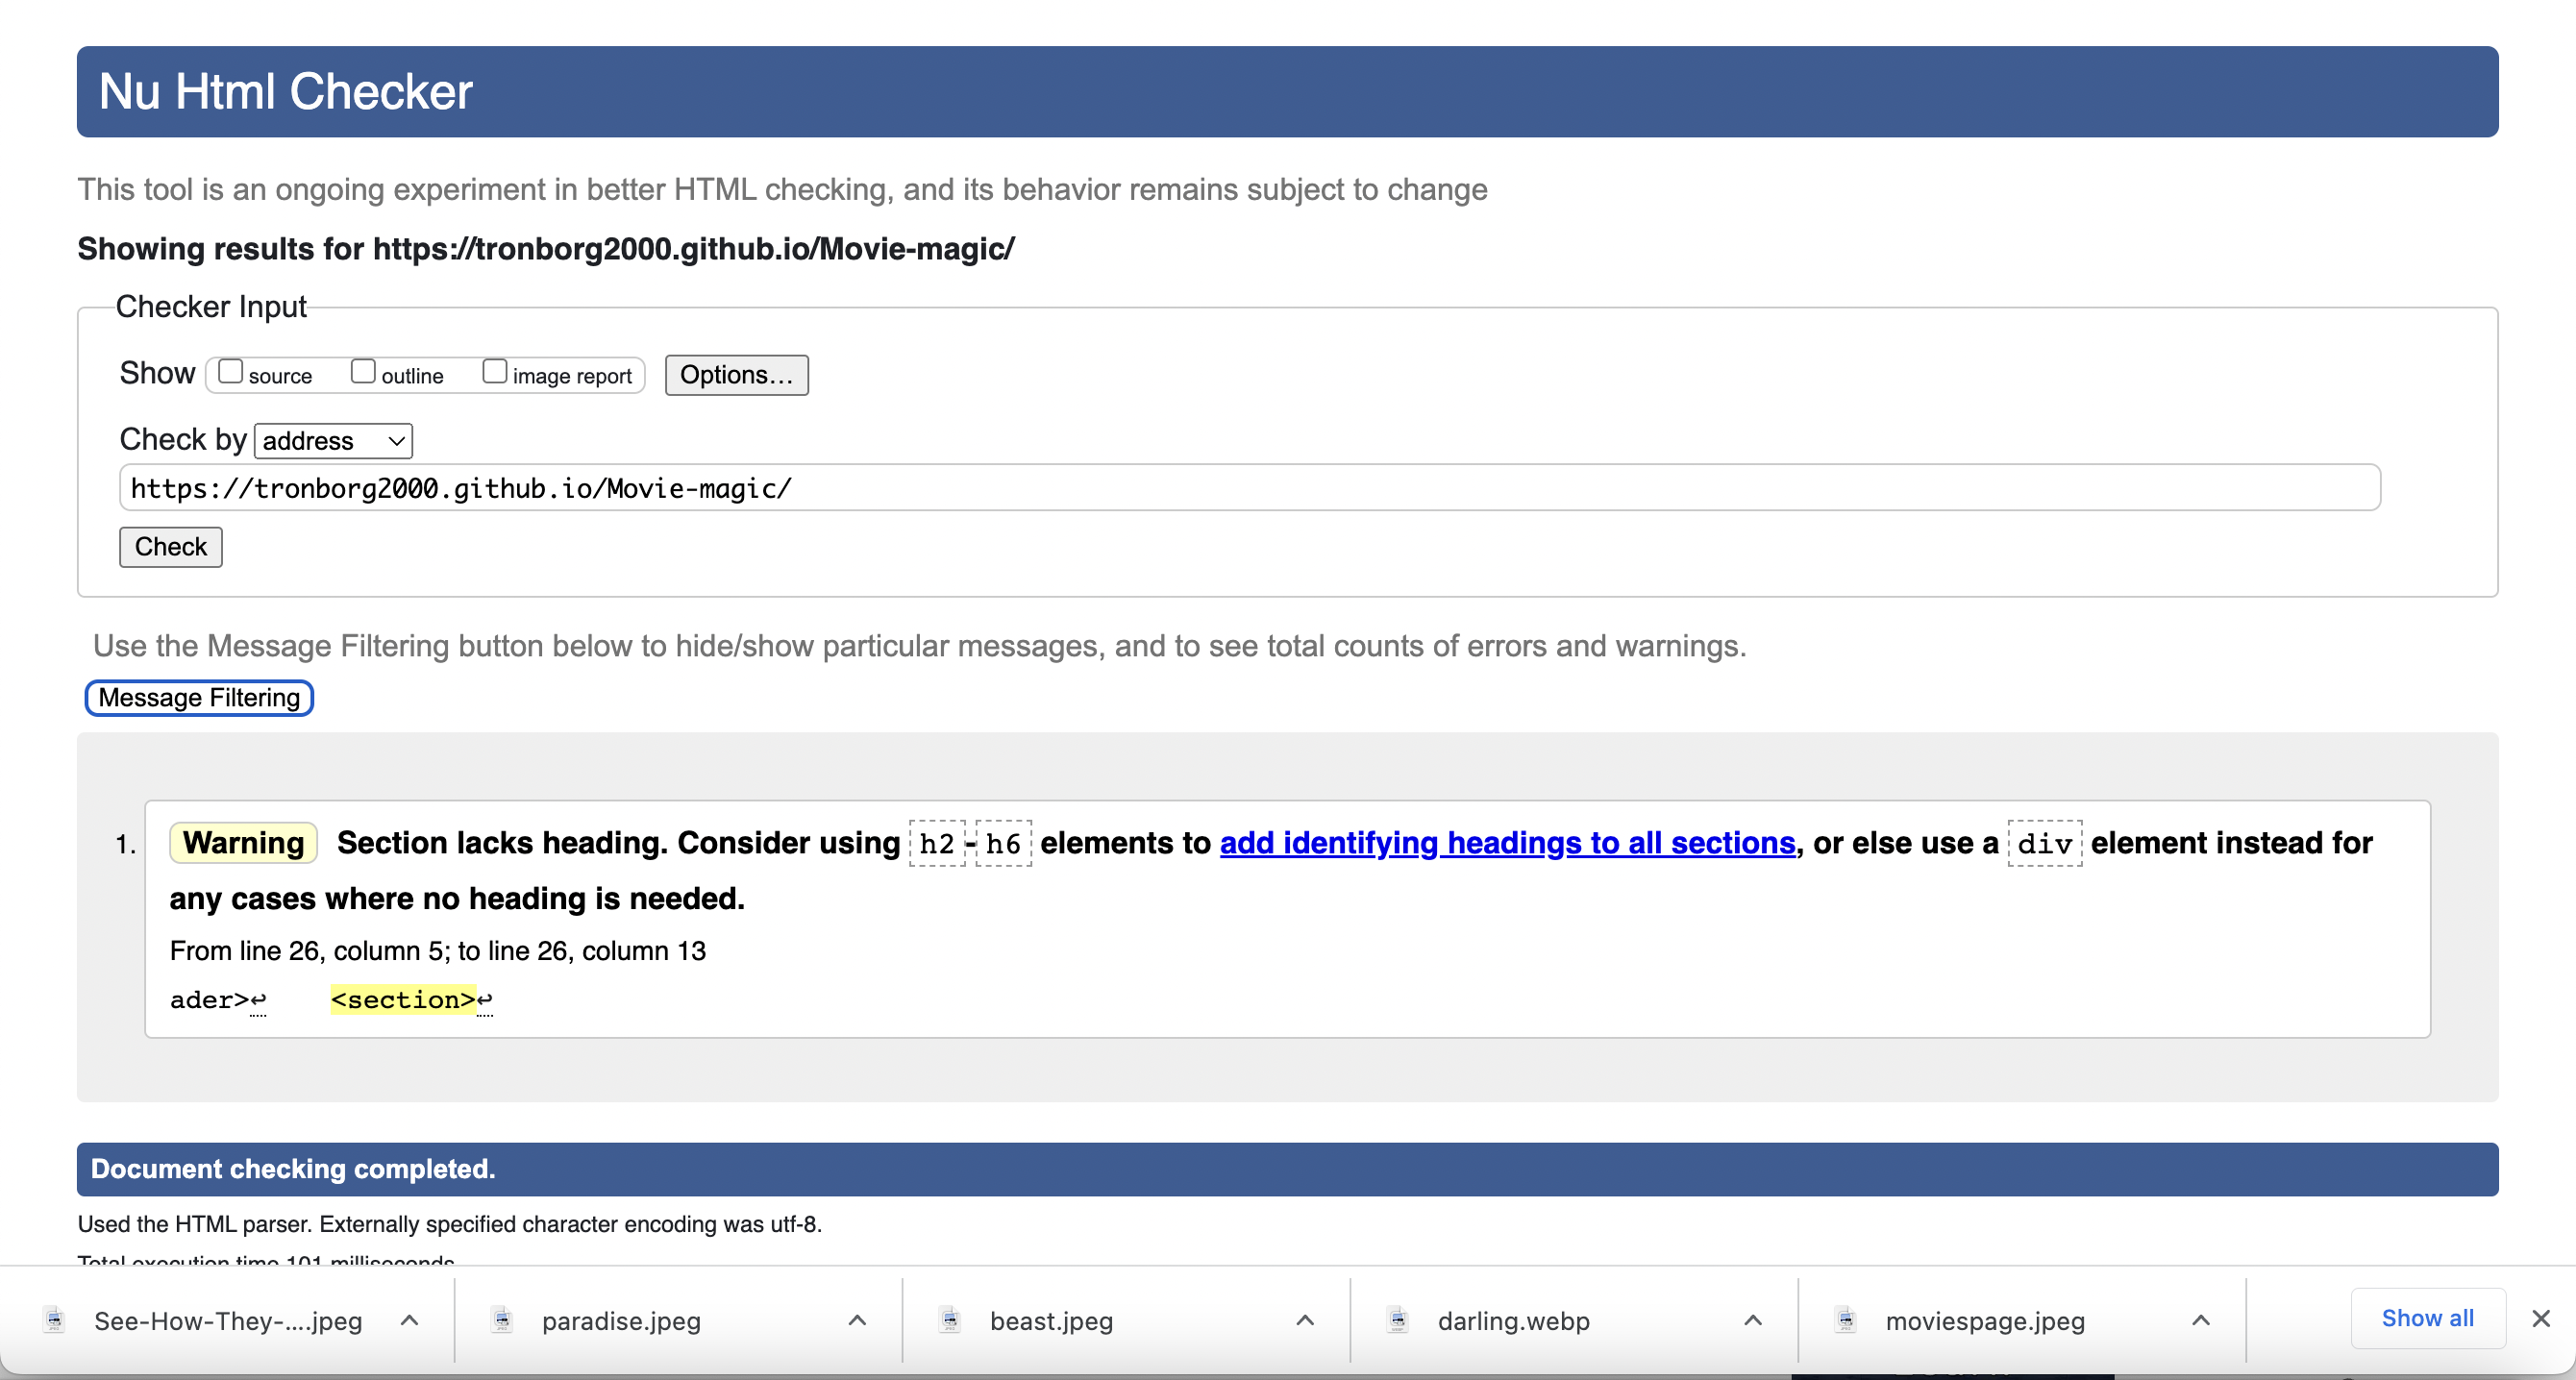 Nu Html Checker
This tool is an ongoing experiment in better HTML checking, and its behavior remains subject to change
Showing results for https://tronborg2000.github.io/Movie-magic/
Checker Input
Show source outline image report Options...
Check by address
https://tronborg2000.github.io/Movie-magic/
Check
Use the Message Filtering button below to hide/show particular messages, and to see total counts of errors and warnings.
Message Filtering
1. Warning Section lacks heading. Consider using h2-h6 elements to add identifying headings to all sections, or else use a div element instead for
any cases where no heading is needed.
From line 26, column 5; to line 26, column 13
ader>↩ <section>↩
Document checking completed.
Used the HTML parser. Externally specified character encoding was utf-8.
Total execution time 101 milliseconds.
See-How-They-....jpeg paradise.jpeg beast.jpeg darling.webp moviespage.jpeg Show all